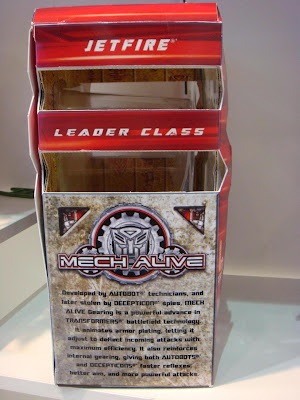 JETFIRE®
LEADER CLASS
MECH ALIVE
Developed by AUTOBOT® technicians, and
later stolen by DECEPTICON® spies, MECH
ALIVE Gearing is a powerful advance in
TRANSFORMERS® battlefield technology.
It animates armor plating, letting it
adjust to deflect incoming attacks with
maximum efficiency. It also reinforces
internal gearing, giving both AUTOBOTS®
and DECEPTICONS® faster reflexes,
better aim, and more powerful attacks.